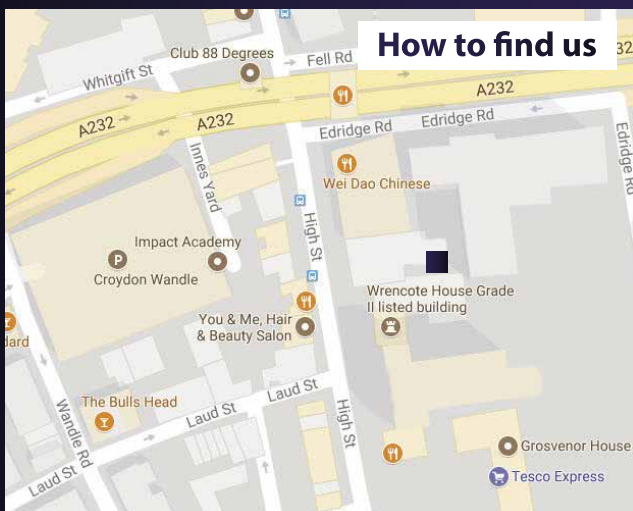 How to find us
Club 88 Degrees
Whitgift St
Fell Rd
A232
A232
A232
Edridge Rd
Edridge Rd
Edridge Rd
Innes Yard
Wei Dao Chinese
High St
Impact Academy
Croydon Wandle
P
Wrencote House Grade
II listed building
You & Me, Hair
& Beauty Salon
The Bulls Head
Laud St
Laud St
Laud St
High St
Wandle Rd
Grosvenor House
Tesco Express